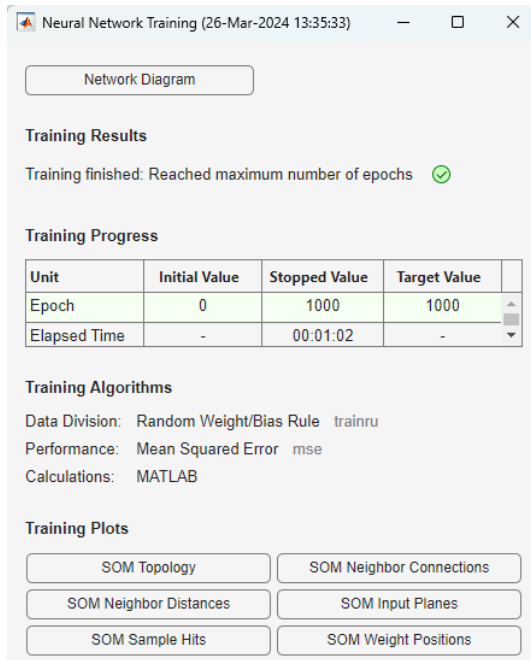 Neural Network Training (26-Mar-2024 13:35:33)
Network Diagram
Training Results
Training finished: Reached maximum number of epochs
Training Progress
Unit Initial Value Stopped Value Target Value
Epoch 0 1000 1000
Elapsed Time - 00:01:02 -
Training Algorithms
Data Division: Random Weight/Bias Rule trainru
Performance: Mean Squared Error mse
Calculations: MATLAB
Training Plots
SOM Topology SOM Neighbor Connections
SOM Neighbor Distances SOM Input Planes
SOM Sample Hits SOM Weight Positions